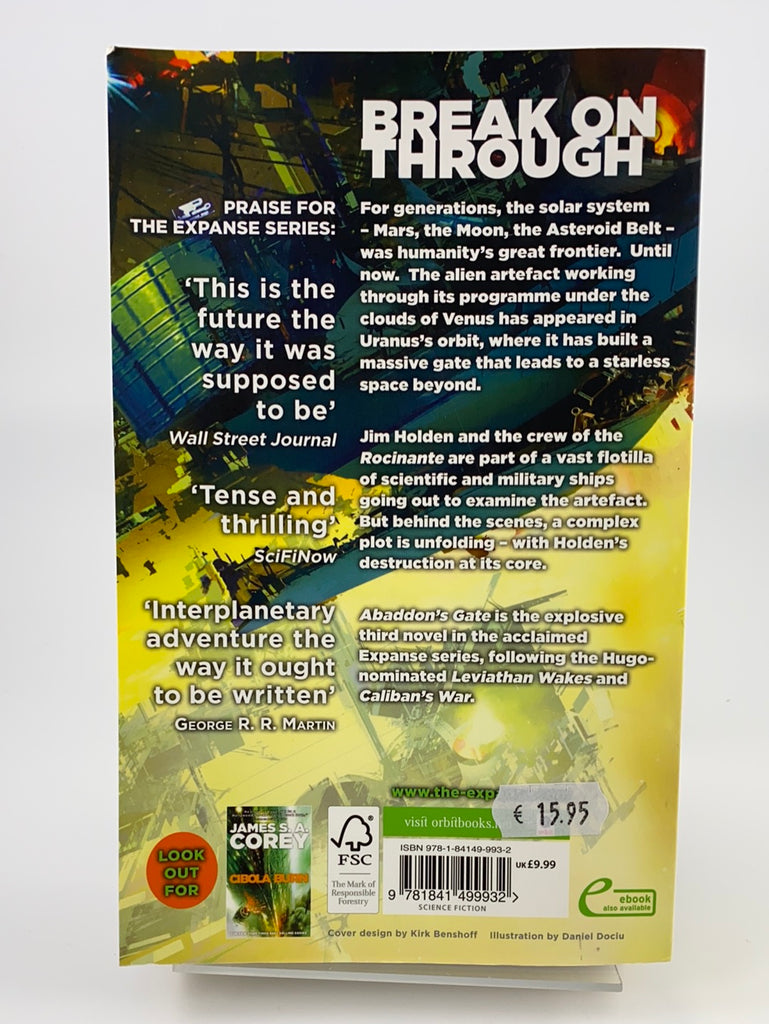 BREAK ON
THROUGH
PRAISE FOR
THE EXPANSE SERIES:
'This is the
future the
way it was
supposed
to be'
Wall Street Journal
'Tense and
thrilling'
SciFiNow
'Interplanetary
adventure the
way it ought
to be written'
GEORGE R. R. MARTIN
For generations, the solar system
– Mars, the Moon, the Asteroid Belt –
was humanity's great frontier. Until
now. The alien artefact working
through its programme under the
clouds of Venus has appeared in
Uranus's orbit, where it has built a
massive gate that leads to a starless
space beyond.
Jim Holden and the crew of the
Rocinante are part of a vast flotilla
of scientific and military ships
going out to examine the artefact.
But behind the scenes, a complex
plot is unfolding – with Holden's
destruction at its core.
Abaddon's Gate is the explosive
third novel in the acclaimed
Expanse series, following the Hugo-
nominated Leviathan Wakes and
Caliban's War.
www.the-exp
visit orbitbooks.
€ 15.95
LOOK
OUT
FOR
JAMES S. A.
COREY
CIBOLA BURN
FSC
The Mark of
Responsible
Forestry
ISBN 978-1-84149-993-2
UK £9.99
9 781841 499932 >
SCIENCE FICTION
ebook
also available
Cover design by Kirk Benshoff Illustration by Daniel Dociu